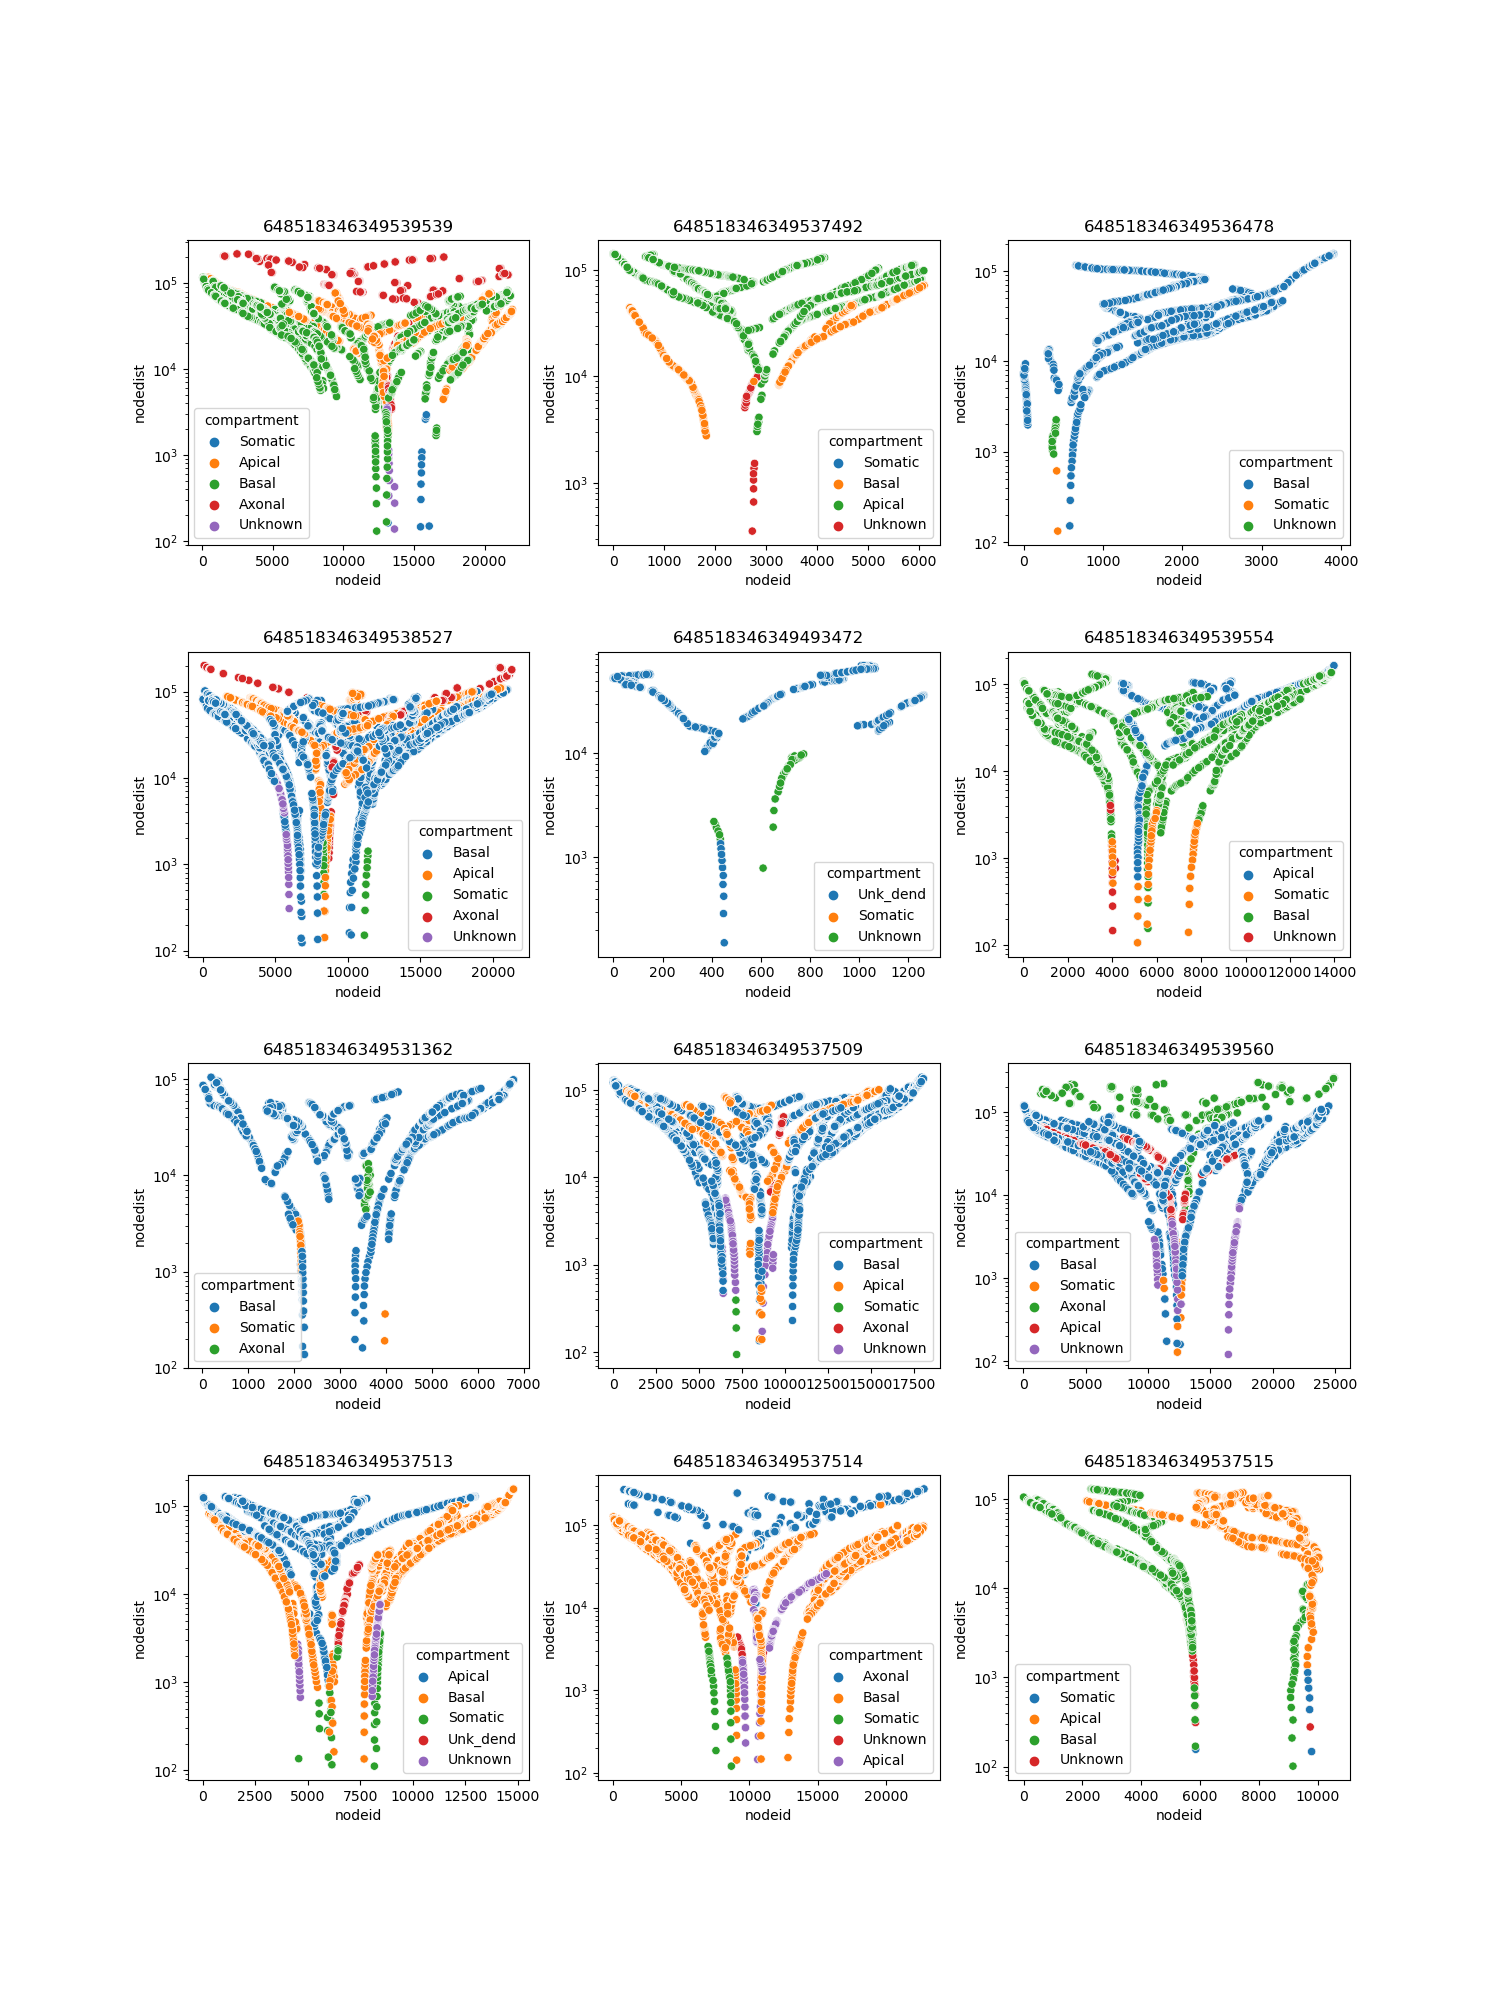 648518346349539539 648518346349537492 648518346349536478
10^5 10^4 10^3 10^2 nodedist
compartment
Somatic
Apical
Basal
Axonal
Unknown
0 5000 10000 15000 20000
nodeid
10^5 10^4 10^3 nodedist
compartment
Somatic
Basal
Apical
Unknown
0 1000 2000 3000 4000 5000 6000
nodeid
10^5 10^4 10^3 10^2 nodedist
compartment
Basal
Somatic
Unknown
0 1000 2000 3000 4000
nodeid
648518346349538527 648518346349493472 648518346349539554
10^5 10^4 10^3 10^2 nodedist
compartment
Basal
Apical
Somatic
Axonal
Unknown
0 5000 10000 15000 20000
nodeid
10^4 10^3 nodedist
compartment
Unk_dend
Somatic
Unknown
0 200 400 600 800 1000 1200
nodeid
10^5 10^4 10^3 10^2 nodedist
compartment
Apical
Somatic
Basal
Unknown
0 2000 4000 6000 8000 10000 12000 14000
nodeid
648518346349531362 648518346349537509 648518346349539560
10^5 10^4 10^3 10^2 nodedist
compartment
Basal
Somatic
Axonal
0 1000 2000 3000 4000 5000 6000 7000
nodeid
10^5 10^4 10^3 10^2 nodedist
compartment
Basal
Apical
Somatic
Axonal
Unknown
0 2500 5000 7500 10000 12500 15000 17500
nodeid
10^5 10^4 10^3 10^2 nodedist
compartment
Basal
Somatic
Axonal
Apical
Unknown
0 5000 10000 15000 20000 25000
nodeid
648518346349537513 648518346349537514 648518346349537515
10^5 10^4 10^3 10^2 nodedist
compartment
Apical
Basal
Somatic
Unk_dend
Unknown
0 2500 5000 7500 10000 12500 15000
nodeid
10^5 10^4 10^3 10^2 nodedist
compartment
Axonal
Basal
Somatic
Unknown
Apical
0 5000 10000 15000 20000
nodeid
10^5 10^4 10^3 10^2 nodedist
compartment
Somatic
Apical
Basal
Unknown
0 2000 4000 6000 8000 10000
nodeid